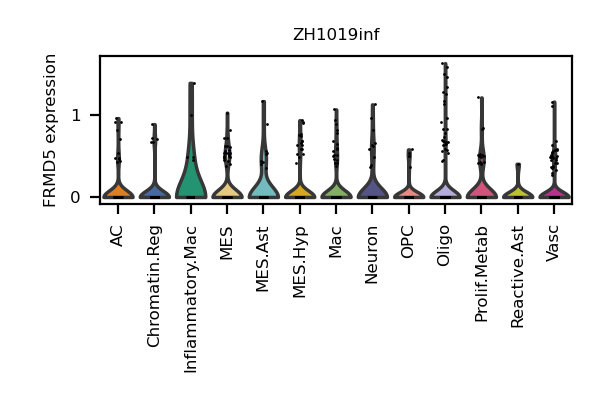 ZH1019inf
FRMD5 expression
1
0
AC
Chromatin.Reg
Inflammatory.Mac
MES
MES.Ast
MES.Hyp
Mac
Neuron
OPC
Oligo
Prolif.Metab
Reactive.Ast
Vasc